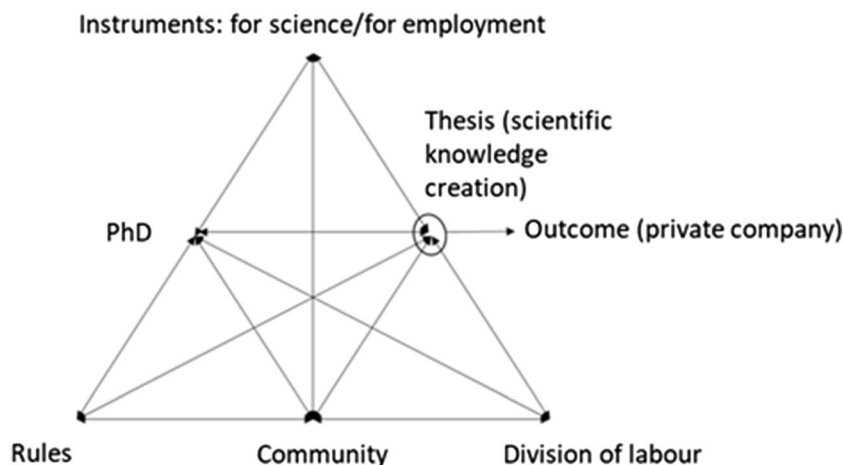 Instruments: for science/for employment
Thesis (scientific
knowledge
creation)
PhD
Outcome (private company)
Rules
Community
Division of labour